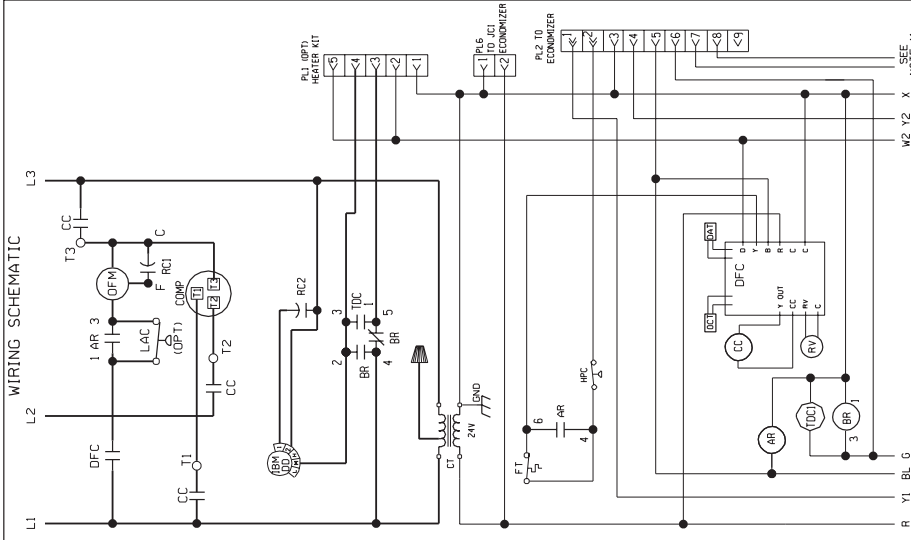 WIRING SCHEMATIC
L1
L2
L3
DFC
1 AR 3
OFM
LAC
(OPT)
F
RC1
C
CC
T3
COMP
T1
T2
T3
T1
CC
T2
CC
IBM
DD
RC2
2
3
TDC
1
BR
4
5
BR
PL1 (OPT)
HEATER KIT
<5
<4
<3
<2
<1
PL6
TO JCI
ECONOMIZER
<1
<2
PL2 TO
ECONOMIZER
1
2
<3
<4
<5
<6
<7
<8
<9
SEE
CT
24V
GND
FT
6
AR
4
HPC
DCT
DAT
DFC
D
Y
B
R
C
C
Y OUT
CC
RV
C
CC
RV
AR
TDC1
BR
3
1
R
Y1
BL
G
W2
Y2
X